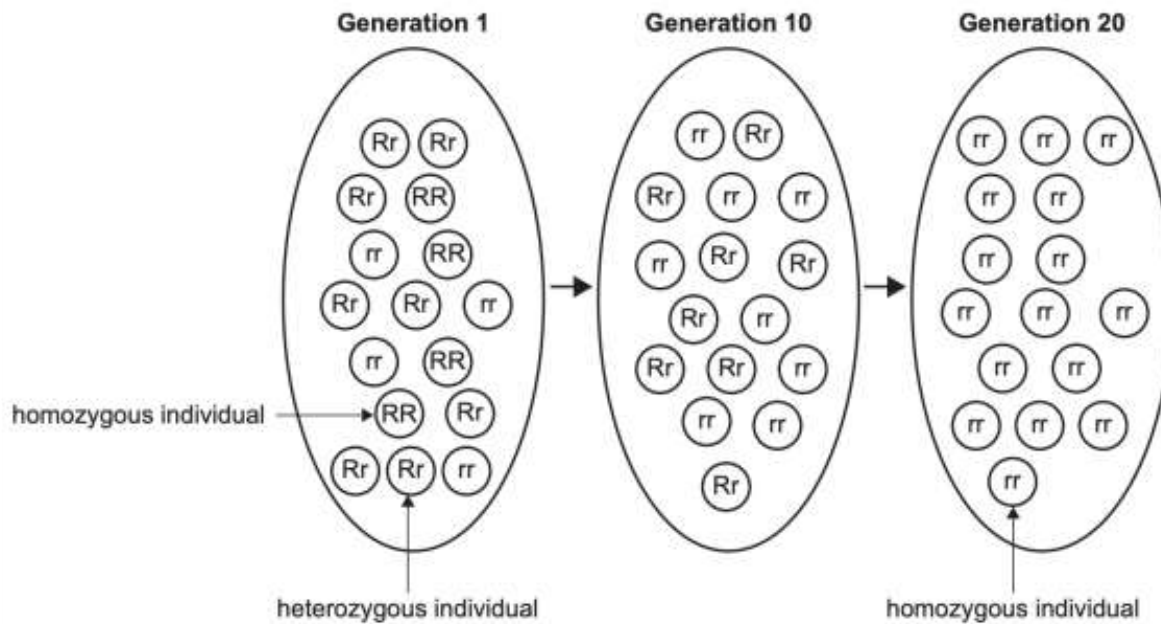 Generation 1 Generation 10 Generation 20
Rr Rr rr Rr rr rr rr
Rr RR Rr rr rr rr rr
rr RR rr Rr Rr rr rr
Rr Rr rr Rr rr rr rr rr
rr RR Rr Rr rr rr rr
homozygous individual RR Rr rr rr rr rr rr
Rr Rr rr Rr rr
heterozygous individual homozygous individual